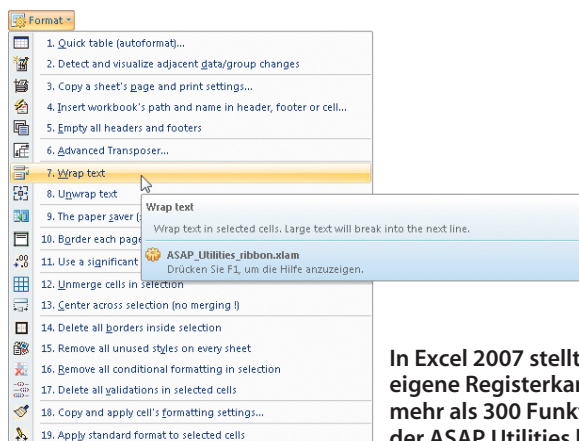 Format
1. Quick table (autoformat)...
2. Detect and visualize adjacent data/group changes
3. Copy a sheet's page and print settings...
4. Insert workbook's path and name in header, footer or cell...
5. Empty all headers and footers
6. Advanced Transposer...
7. Wrap text
8. Unwrap text
9. The paper saver (
10. Border each page
11. Use a significant
12. Unmerge cells in selection
13. Center across selection (no merging !)
14. Delete all borders inside selection
15. Remove all unused styles on every sheet
16. Remove all conditional formatting in selection
17. Delete all validations in selected cells
18. Copy and apply cell's formatting settings...
19. Apply standard format to selected cells
Wrap text
Wrap text in selected cells. Large text will break into the next line.
ASAP_Utilities_ribbon.xlam
Drücken Sie F1, um die Hilfe anzuzeigen.
In Excel 2007 stellt
eigene Registerkar
mehr als 300 Funk
der ASAP Utilities